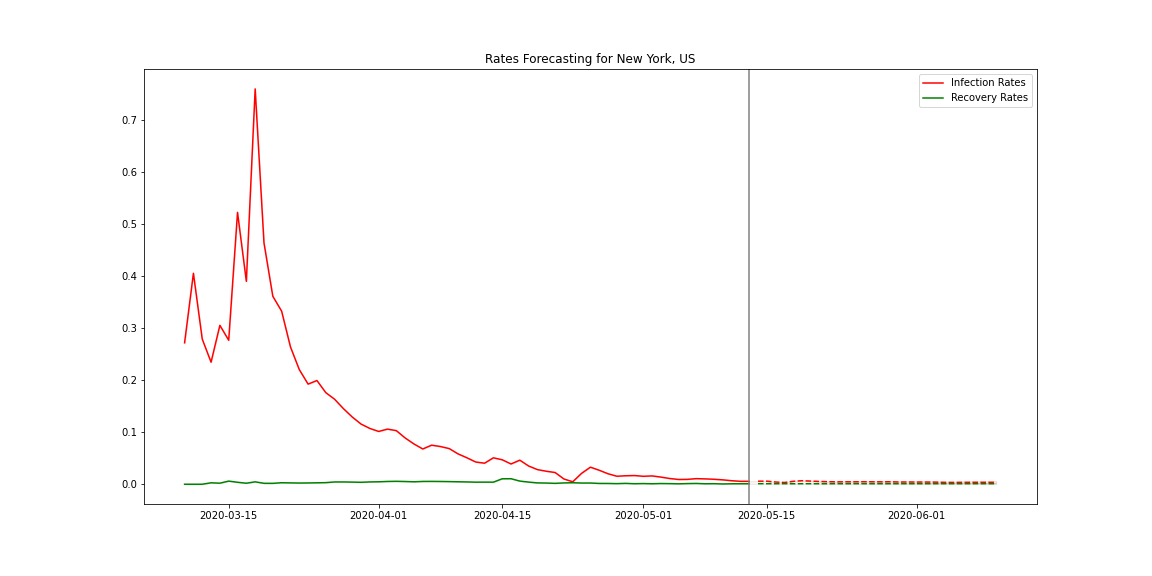 Rates Forecasting for New York, US
Infection Rates
Recovery Rates
0.7
0.6
0.5
0.4
0.3
0.2
0.1
0.0
2020-03-15 2020-04-01 2020-04-15 2020-05-01 2020-05-15 2020-06-01